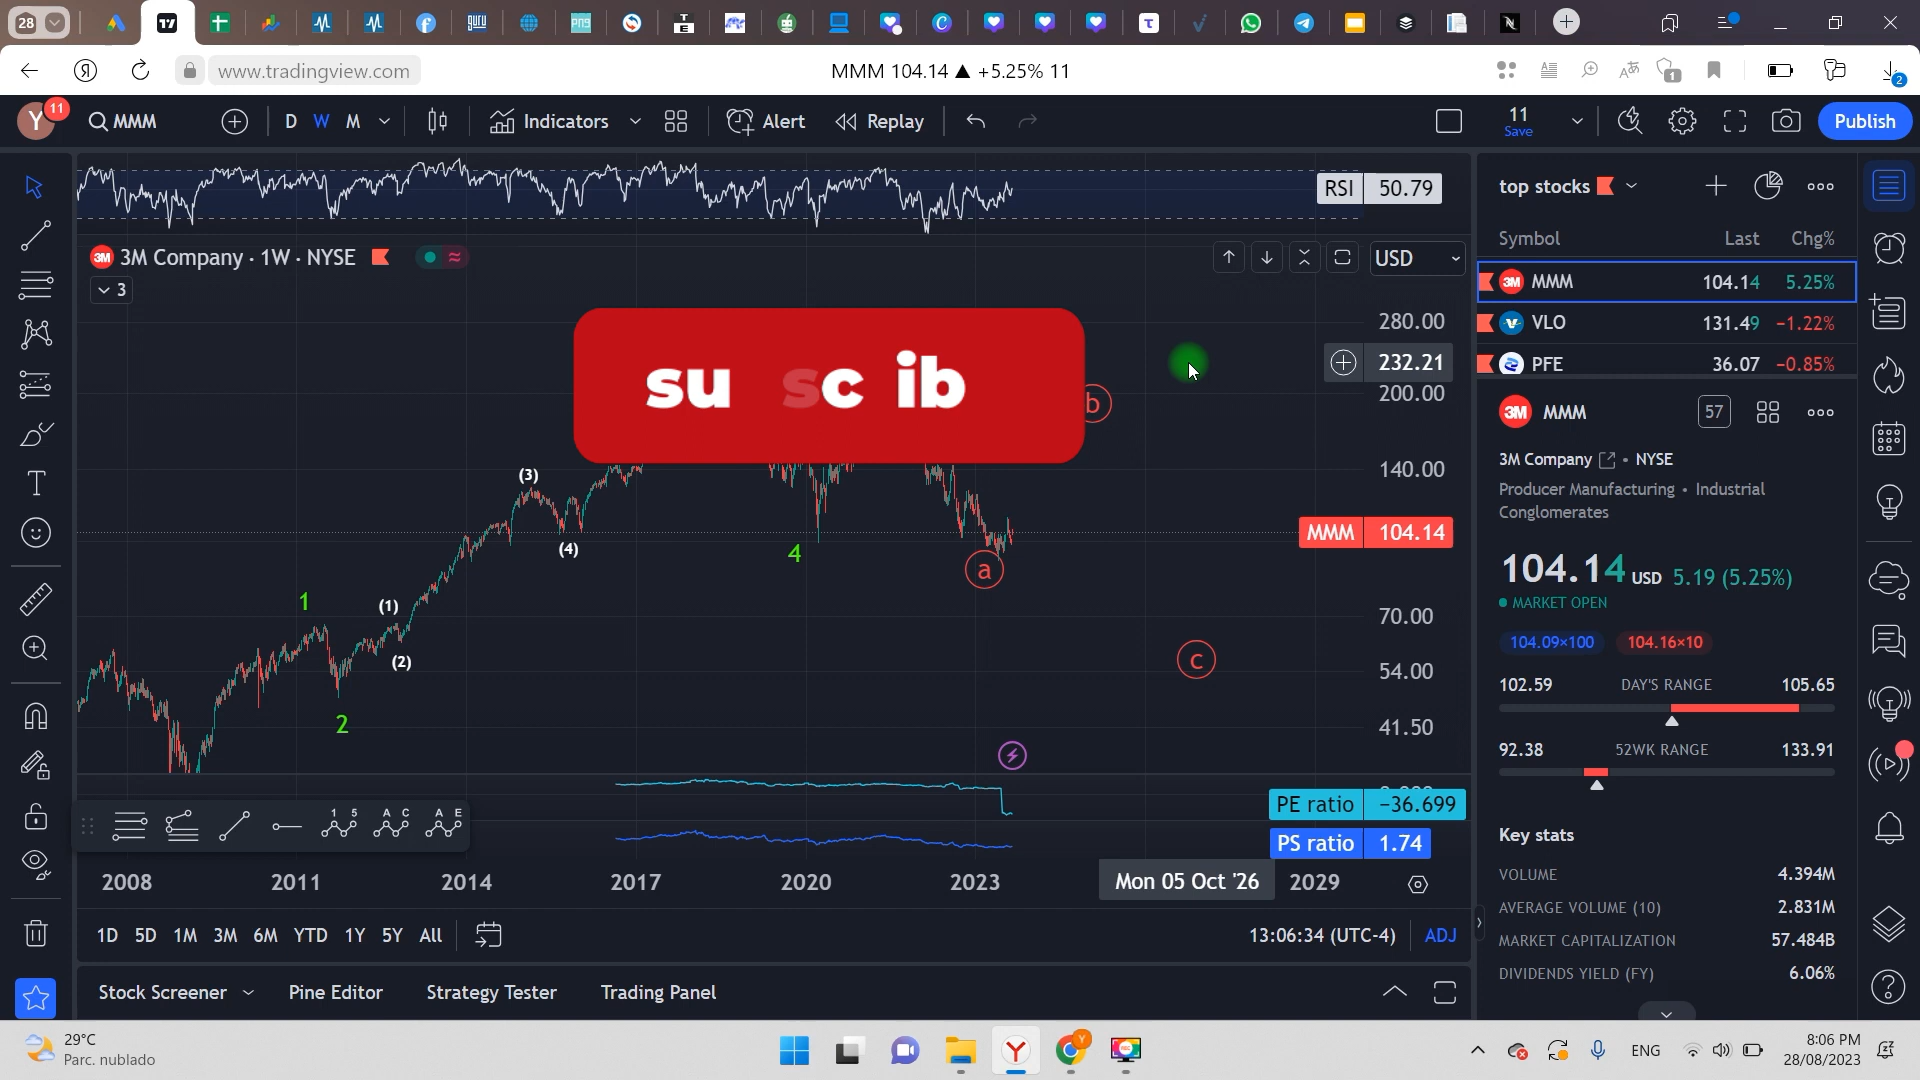 28
www.tradingview.com
MMM 104.14 ▲ +5.25% 11
1
2
Y 11
MMM
D W M
Indicators
Alert
Replay
11
Save
Publish
RSI 50.79
3M Company · 1W · NYSE
3
USD
280.00
232.21
200.00
140.00
MMM 104.14
70.00
54.00
41.50
su sc ib
b
(3)
(4)
4
a
1
(1)
(2)
2
c
PE ratio −36.699
PS ratio 1.74
1 5
A C
A E
2008
2011
2014
2017
2020
2023
Mon 05 Oct '26
2029
1D 5D 1M 3M 6M YTD 1Y 5Y All
13:06:34 (UTC-4)
ADJ
Stock Screener
Pine Editor
Strategy Tester
Trading Panel
top stocks
Symbol Last Chg%
MMM 104.14 5.25%
VLO 131.49 −1.22%
PFE 36.07 −0.85%
3M MMM
57
3M Company • NYSE
Producer Manufacturing • Industrial
Conglomerates
104.14 USD 5.19 (5.25%)
MARKET OPEN
104.09×100 104.16×10
102.59 DAY'S RANGE 105.65
92.38 52WK RANGE 133.91
Key stats
VOLUME 4.394M
AVERAGE VOLUME (10) 2.831M
MARKET CAPITALIZATION 57.484B
DIVIDENDS YIELD (FY) 6.06%
29°C
Parc. nublado
ENG
8:06 PM
28/08/2023